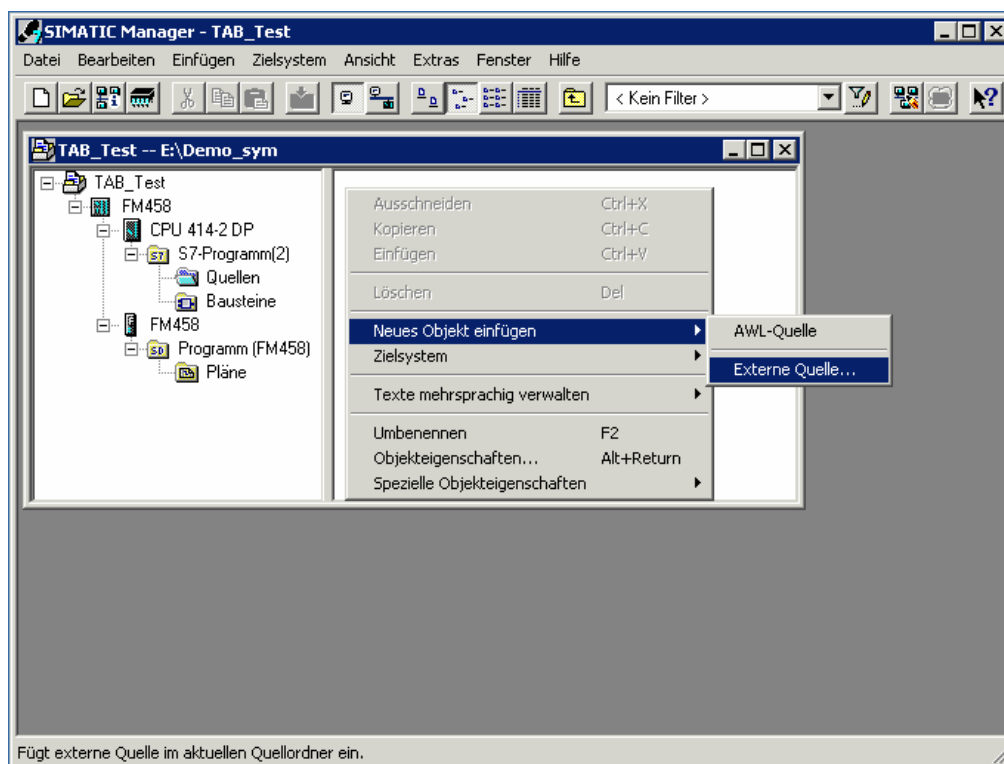 SIMATIC Manager - TAB_Test
Datei Bearbeiten Einfügen Zielsystem Ansicht Extras Fenster Hilfe
< Kein Filter >
TAB_Test -- E:\Demo_sym
TAB_Test
FM458
CPU 414-2 DP
S7-Programm(2)
Quellen
Bausteine
FM458
Programm (FM458)
Pläne
Ausschneiden Ctrl+X
Kopieren Ctrl+C
Einfügen Ctrl+V
Löschen Del
Neues Objekt einfügen
Zielsystem
Texte mehrsprachig verwalten
Umbenennen F2
Objekteigenschaften... Alt+Return
Spezielle Objekteigenschaften
AWL-Quelle
Externe Quelle...
Fügt externe Quelle im aktuellen Quellordner ein.